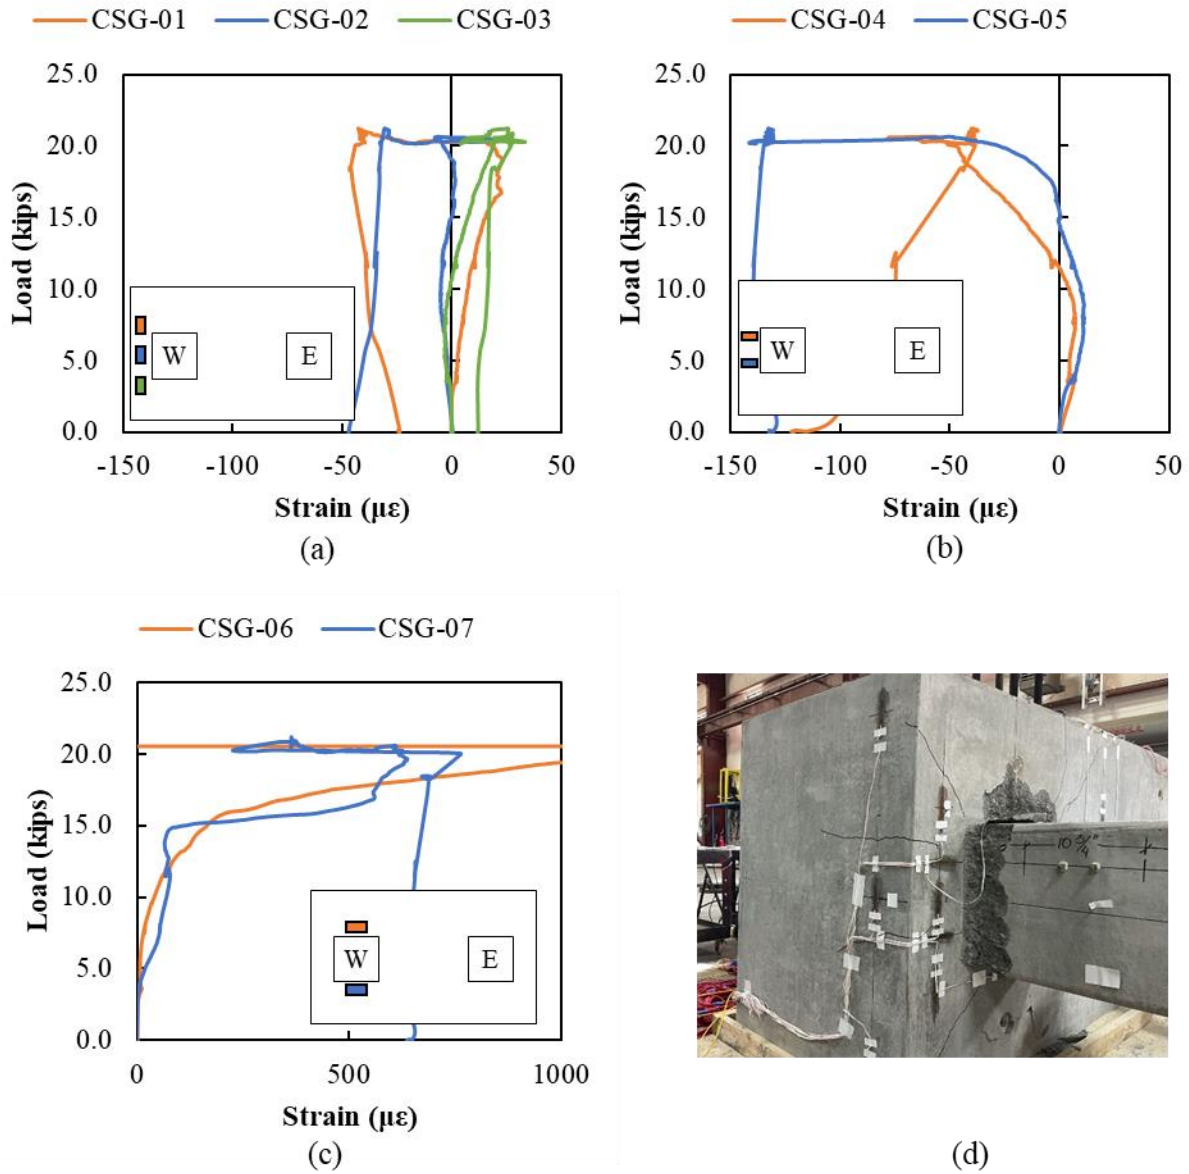 CSG-01 CSG-02 CSG-03
25.0
20.0
15.0
10.0
5.0
0.0
Load (kips)
W E
-150 -100 -50 0 50
Strain (με)
(a)
CSG-04 CSG-05
25.0
20.0
15.0
10.0
5.0
0.0
Load (kips)
W E
-150 -100 -50 0 50
Strain (με)
(b)
CSG-06 CSG-07
25.0
20.0
15.0
10.0
5.0
0.0
Load (kips)
W E
0 500 1000
Strain (με)
(c)
10 3/4"
(d)